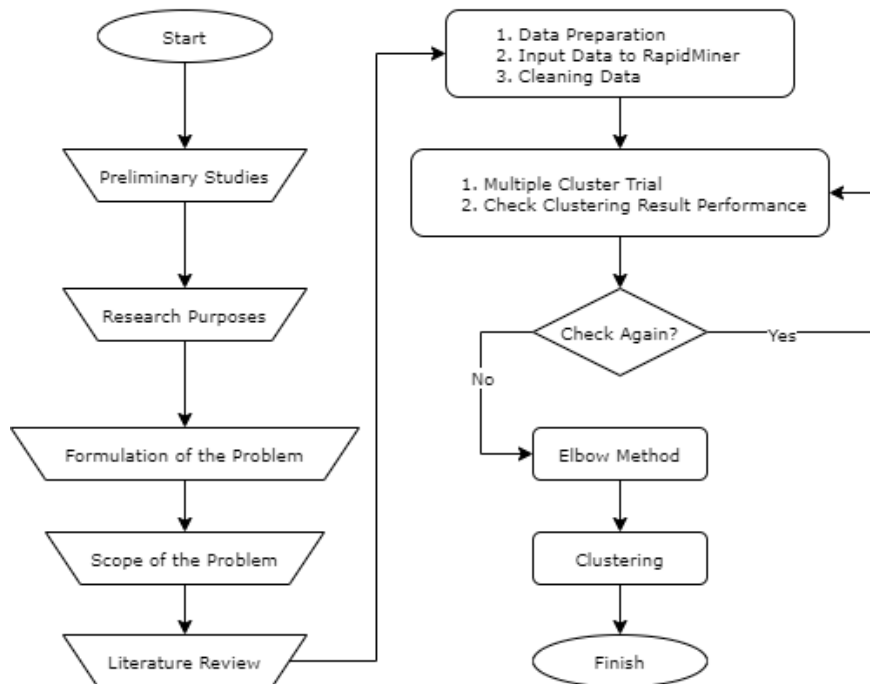 Start
Preliminary Studies
Research Purposes
Formulation of the Problem
Scope of the Problem
Literature Review
1. Data Preparation
2. Input Data to RapidMiner
3. Cleaning Data
1. Multiple Cluster Trial
2. Check Clustering Result Performance
Check Again?
Yes
No
Elbow Method
Clustering
Finish